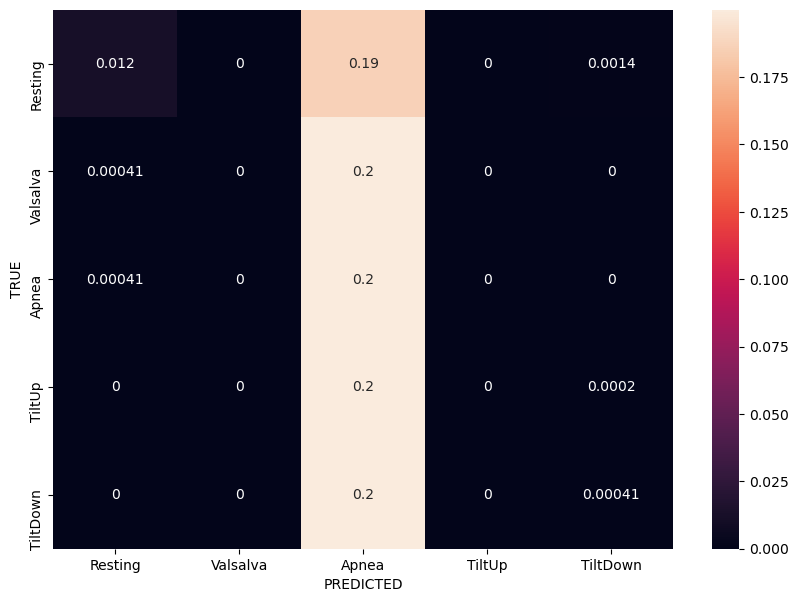 TRUE
Resting 0.012 0 0.19 0 0.0014
Valsalva 0.00041 0 0.2 0 0
Apnea 0.00041 0 0.2 0 0
TiltUp 0 0 0.2 0 0.0002
TiltDown 0 0 0.2 0 0.00041
Resting Valsalva Apnea TiltUp TiltDown
PREDICTED
0.175
0.150
0.125
0.100
0.075
0.050
0.025
0.000